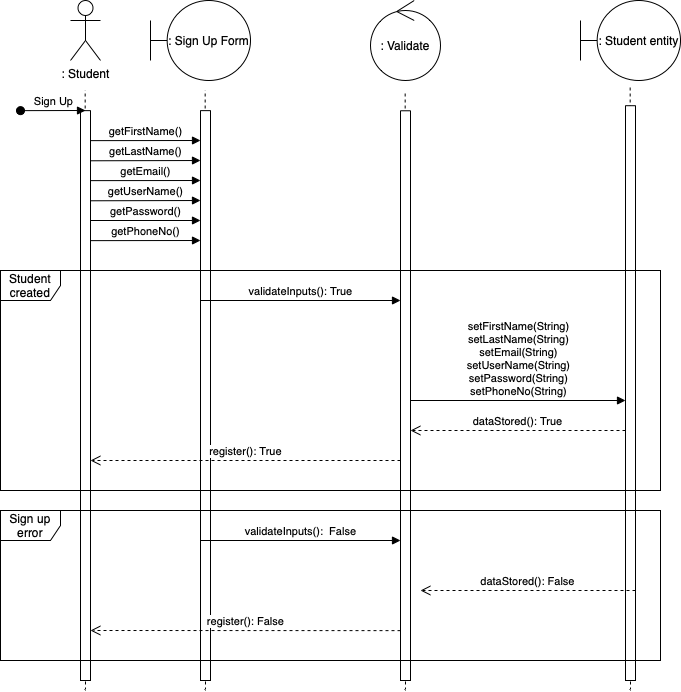 : Student
: Sign Up Form
: Validate
: Student entity
Sign Up
getFirstName()
getLastName()
getEmail()
getUserName()
getPassword()
getPhoneNo()
Student
created
validateInputs(): True
setFirstName(String)
setLastName(String)
setEmail(String)
setUserName(String)
setPassword(String)
setPhoneNo(String)
dataStored(): True
register(): True
Sign up
error
validateInputs():  False
dataStored(): False
register(): False